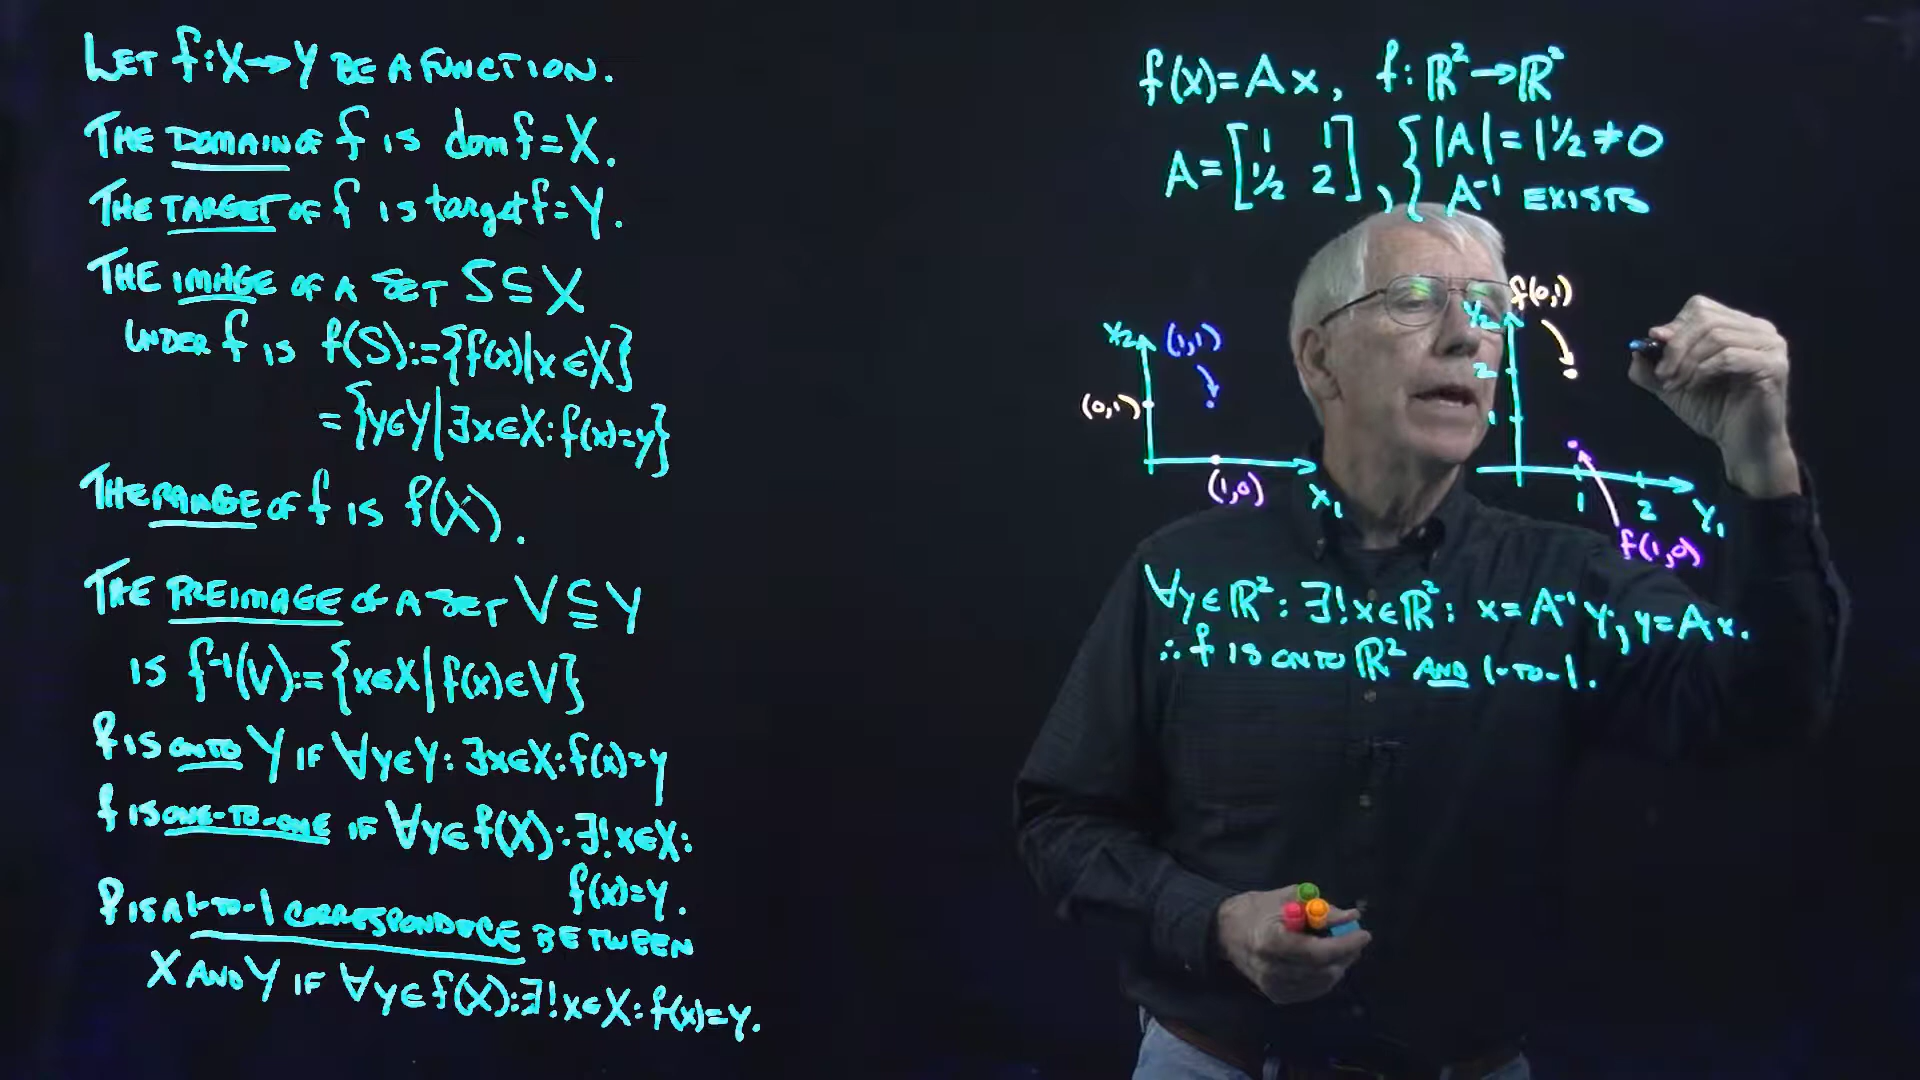 LET f:X→Y BE A FUNCTION.
THE DOMAIN OF f IS dom f=X.
THE TARGET OF f IS target f=Y.
THE IMAGE OF A SET S⊆X
UNDER f IS f(S):={f(x)|x∈X}
={y∈Y|∃x∈X:f(x)=y}
THE RANGE OF f IS f(X).
THE PREIMAGE OF A SET V⊆Y
IS f⁻¹(V):={x∈X|f(x)∈V}
f IS ONTO Y IF ∀y∈Y:∃x∈X:f(x)=y
f IS ONE-TO-ONE IF ∀y∈f(X):∃!x∈X:
f(x)=y.
f IS A 1-TO-1 CORRESPONDECE BETWEEN
X AND Y IF ∀y∈f(X):∃!x∈X:f(x)=y.
f(x)=Ax, f:ℝ²→ℝ²
A=[1 1
1/2 2], {|A|=1 1/2≠0
A⁻¹ EXISTS
x₂ (1,1)
(0,1)
(1,0) x₁
f(0,1)
y₂
2
1
1 2 y₁
f(1,0)
∀y∈ℝ²:∃!x∈ℝ²: x=A⁻¹y, y=Ax.
∴ f IS ONTO ℝ² AND 1-TO-1.